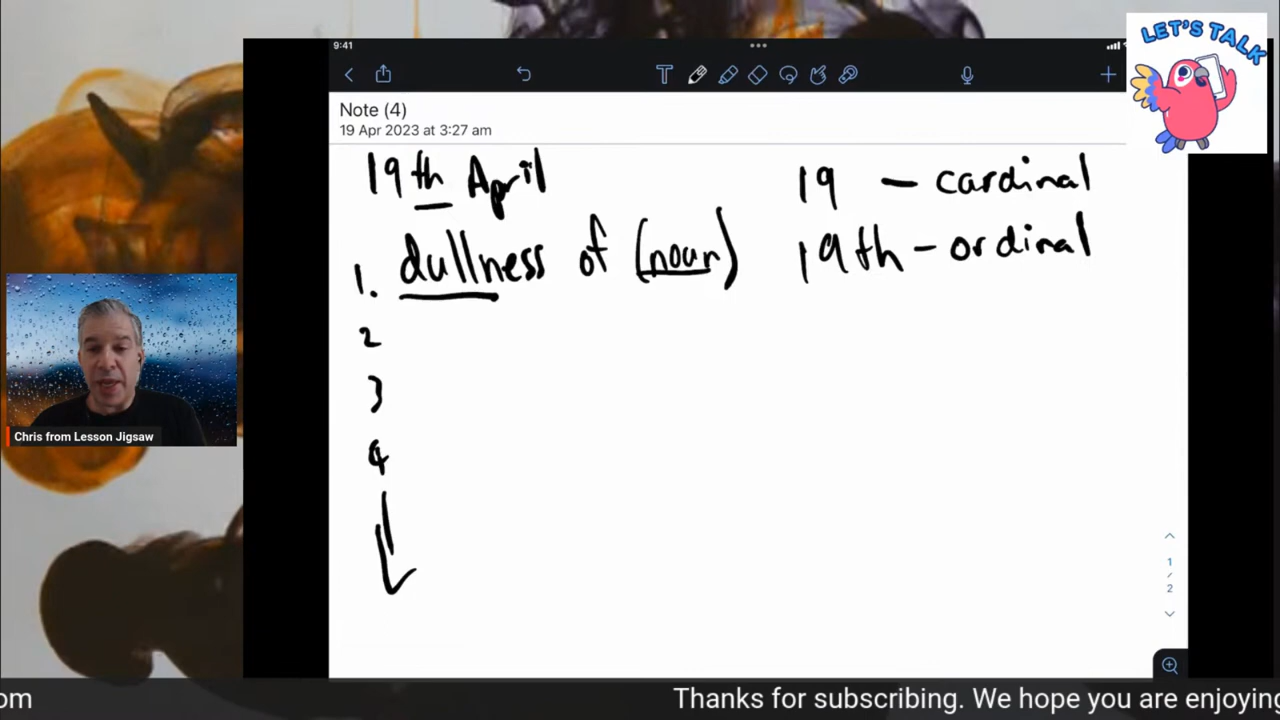 LET'S TALK
9:41
Note (4)
19 Apr 2023 at 3:27 am
19th April
19 - cardinal
1. dullness of (noun)
19th - ordinal
2
3
4
Chris from Lesson Jigsaw
1
/
2
om
Thanks for subscribing. We hope you are enjoying